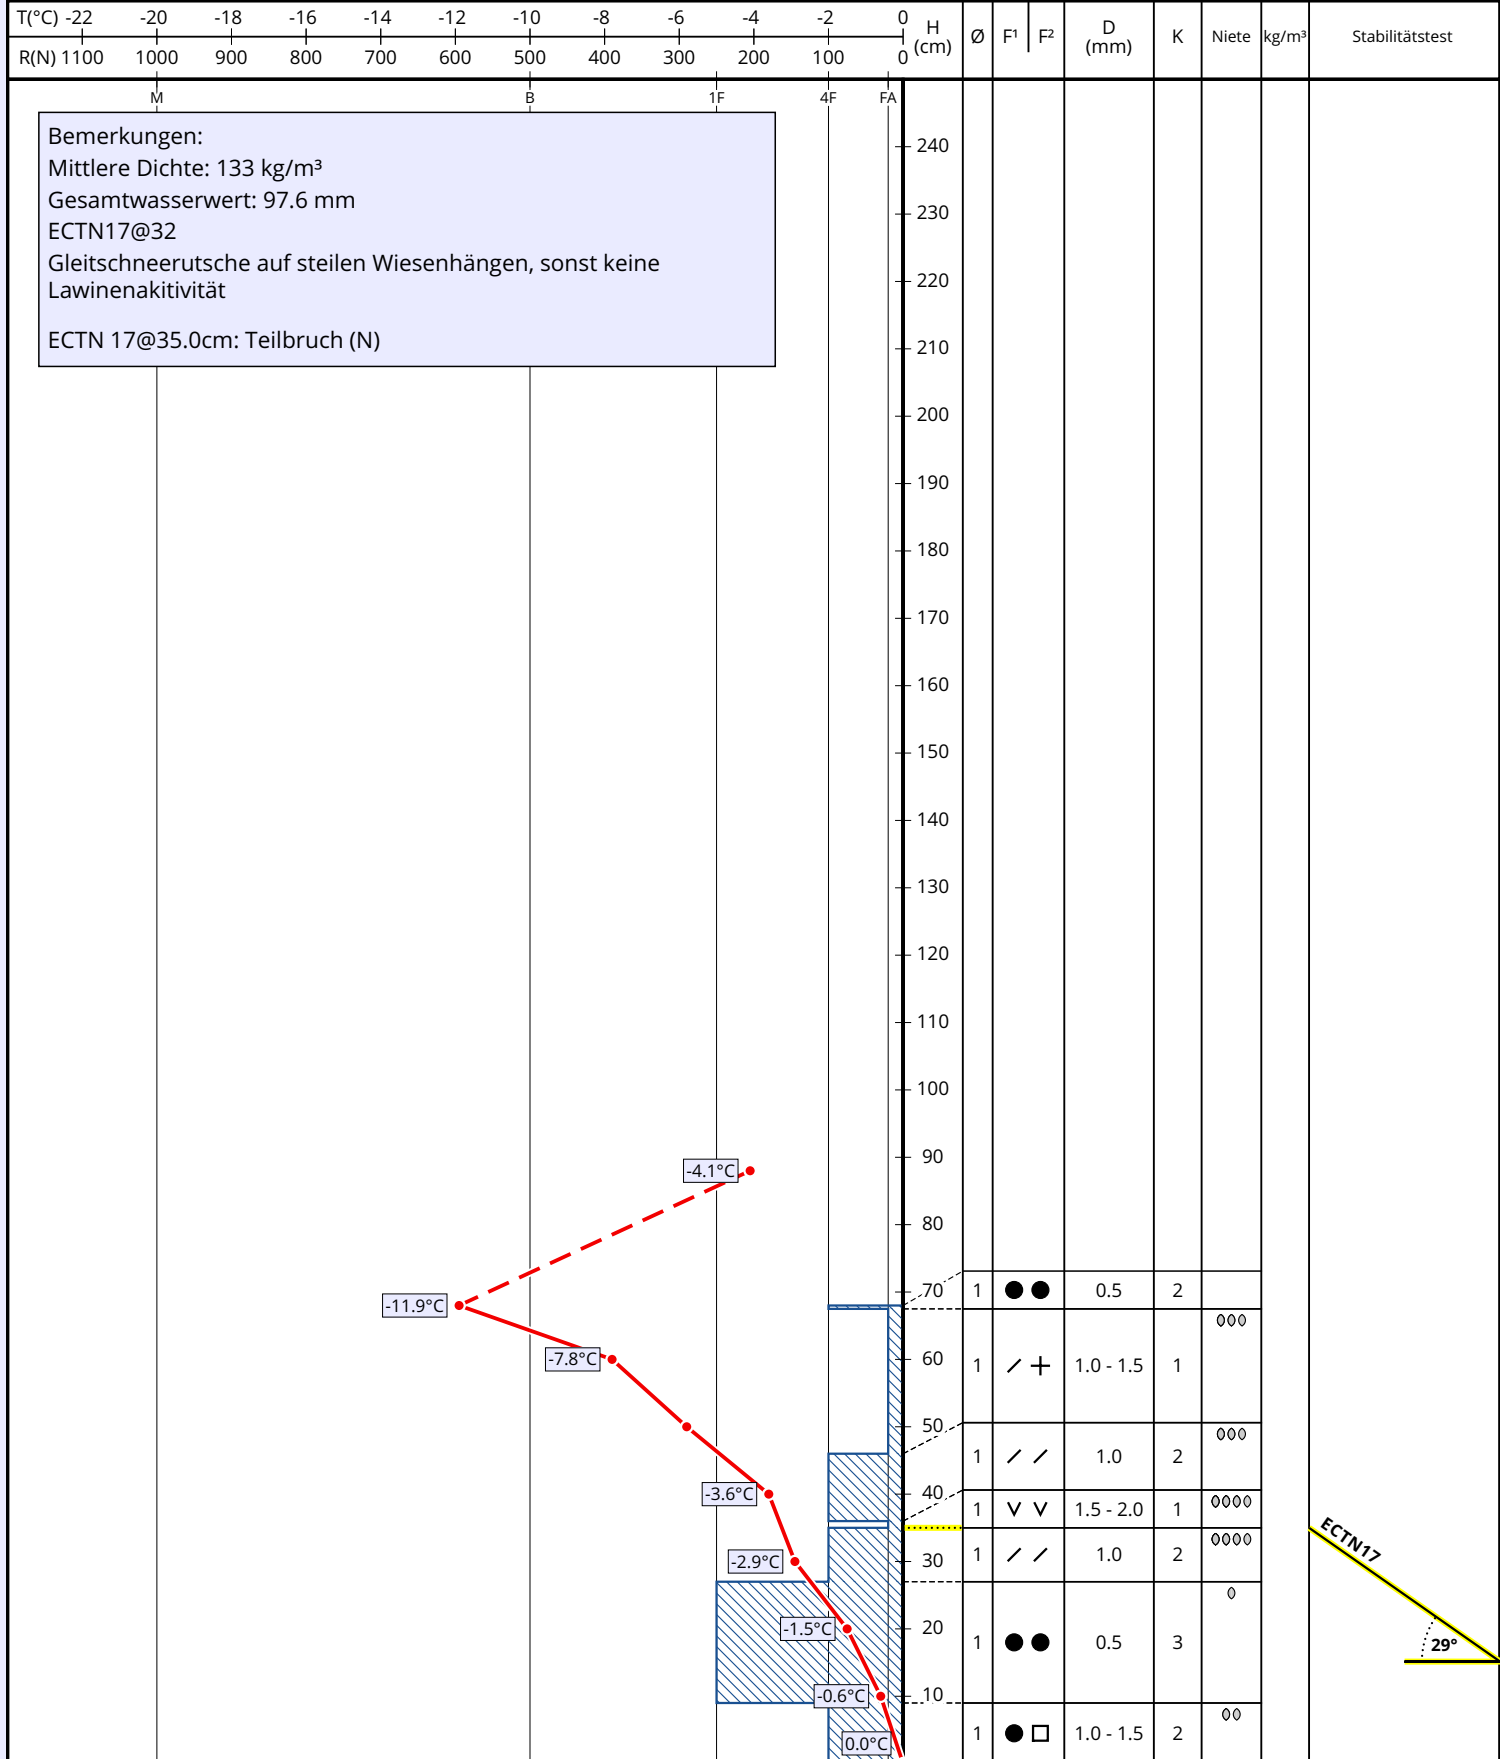 T(°C) -22 -20 -18 -16 -14 -12 -10 -8 -6 -4 -2 0
R(N) 1100 1000 900 800 700 600 500 400 300 200 100 0
H (cm) Ø F¹ F² D (mm) K Niete kg/m³ Stabilitätstest
M B 1F 4F FA
Bemerkungen:
Mittlere Dichte: 133 kg/m³
Gesamtwasserwert: 97.6 mm
ECTN17@32
Gleitschneerutsche auf steilen Wiesenhängen, sonst keine
Lawinenakitivität
ECTN 17@35.0cm: Teilbruch (N)
240
230
220
210
200
190
180
170
160
150
140
130
120
110
100
90
-4.1°C
80
70 1 0.5 2
-11.9°C
60 1 1.0 - 1.5 1
-7.8°C
50
1 1.0 2
40
-3.6°C
1 1.5 - 2.0 1
ECTN17
30 1 1.0 2
-2.9°C
20
-1.5°C
1 0.5 3
29°
10
-0.6°C
1 1.0 - 1.5 2
0.0°C